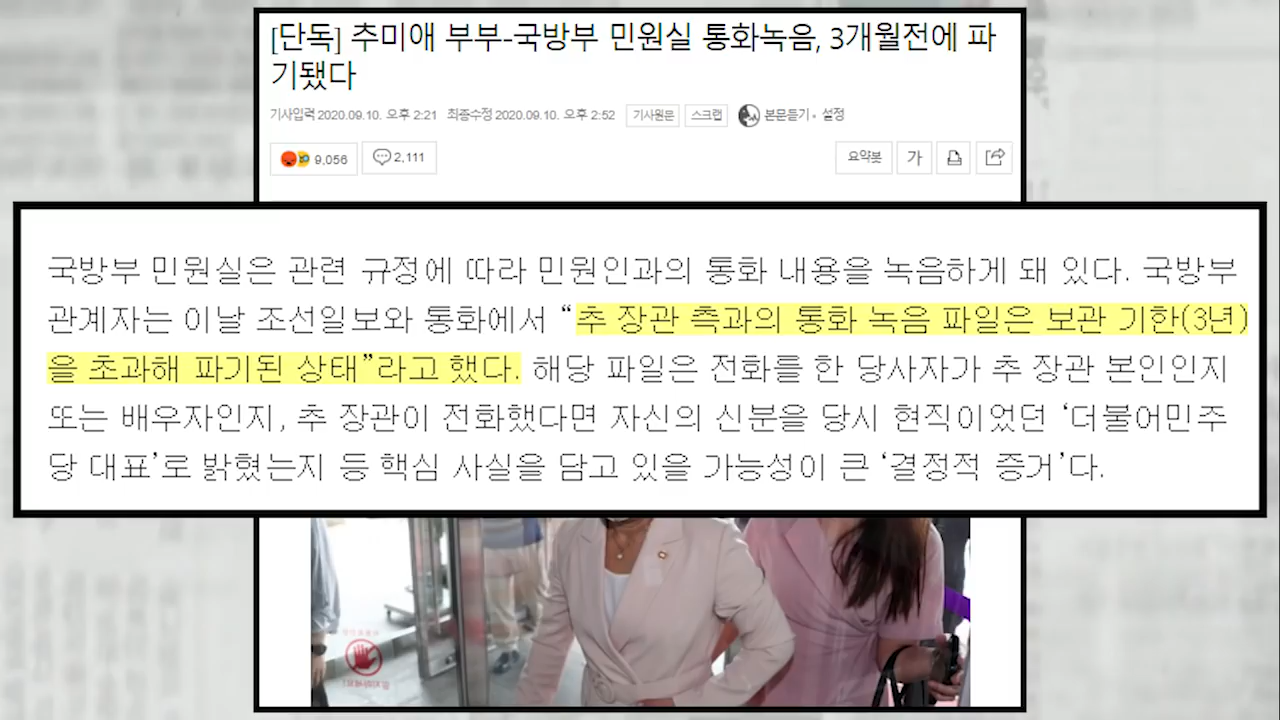 [단독] 추미애 부부-국방부 민원실 통화녹음, 3개월전에 파
기됐다
기사입력 2020.09.10. 오후 2:21 최종수정 2020.09.10. 오후 2:52 기사원문 스크랩 본문듣기 · 설정
9,056 2,111 요약봇 가
국방부 민원실은 관련 규정에 따라 민원인과의 통화 내용을 녹음하게 돼 있다. 국방부
관계자는 이날 조선일보와 통화에서 “추 장관 측과의 통화 녹음 파일은 보관 기한(3년)
을 초과해 파기된 상태”라고 했다. 해당 파일은 전화를 한 당사자가 추 장관 본인인지
또는 배우자인지, 추 장관이 전화했다면 자신의 신분을 당시 현직이었던 ‘더불어민주
당 대표’로 밝혔는지 등 핵심 사실을 담고 있을 가능성이 큰 ‘결정적 증거’다.